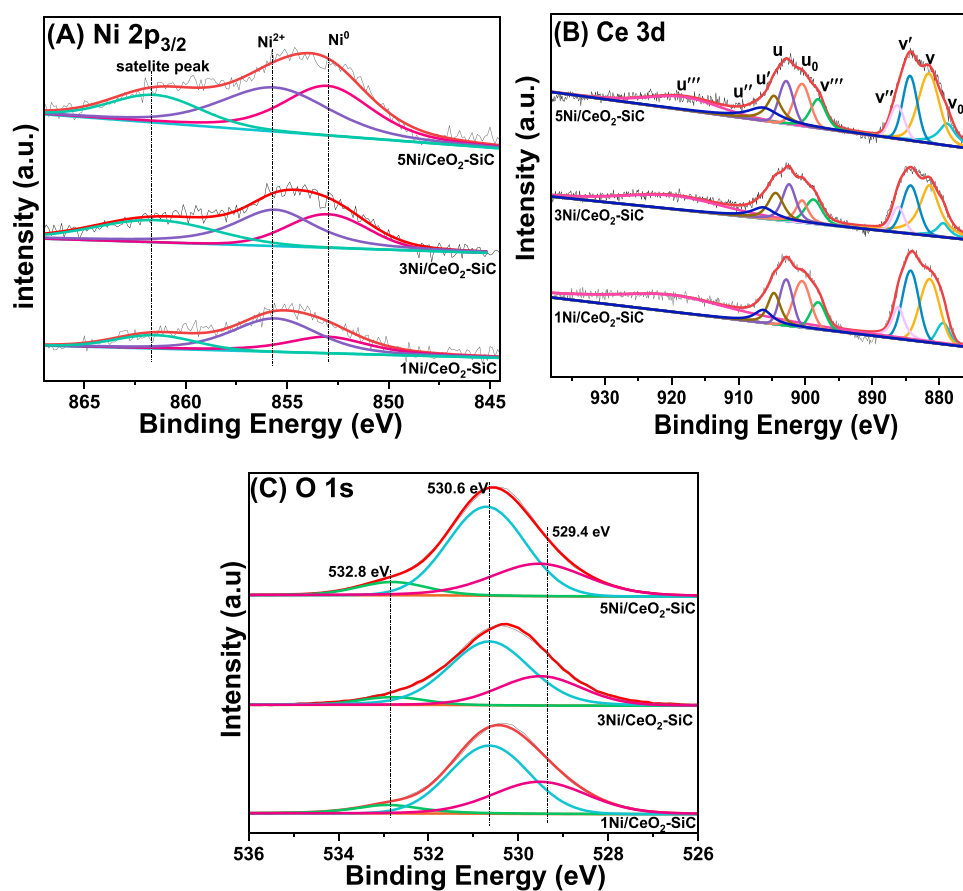 (A) Ni 2p3/2
Ni2+
Ni0
satelite peak
5Ni/CeO2-SiC
3Ni/CeO2-SiC
1Ni/CeO2-SiC
intensity (a.u)
865 860 855 850 845
Binding Energy (eV)
(B) Ce 3d
u''' u'' u' u u0 v''' v'' v' v v0
5Ni/CeO2-SiC
3Ni/CeO2-SiC
1Ni/CeO2-SiC
Intensity (a.u.)
930 920 910 900 890 880
Binding Energy (eV)
(C) O 1s
530.6 eV
529.4 eV
532.8 eV
5Ni/CeO2-SiC
3Ni/CeO2-SiC
1Ni/CeO2-SiC
Intensity (a.u)
536 534 532 530 528 526
Binding Energy (eV)